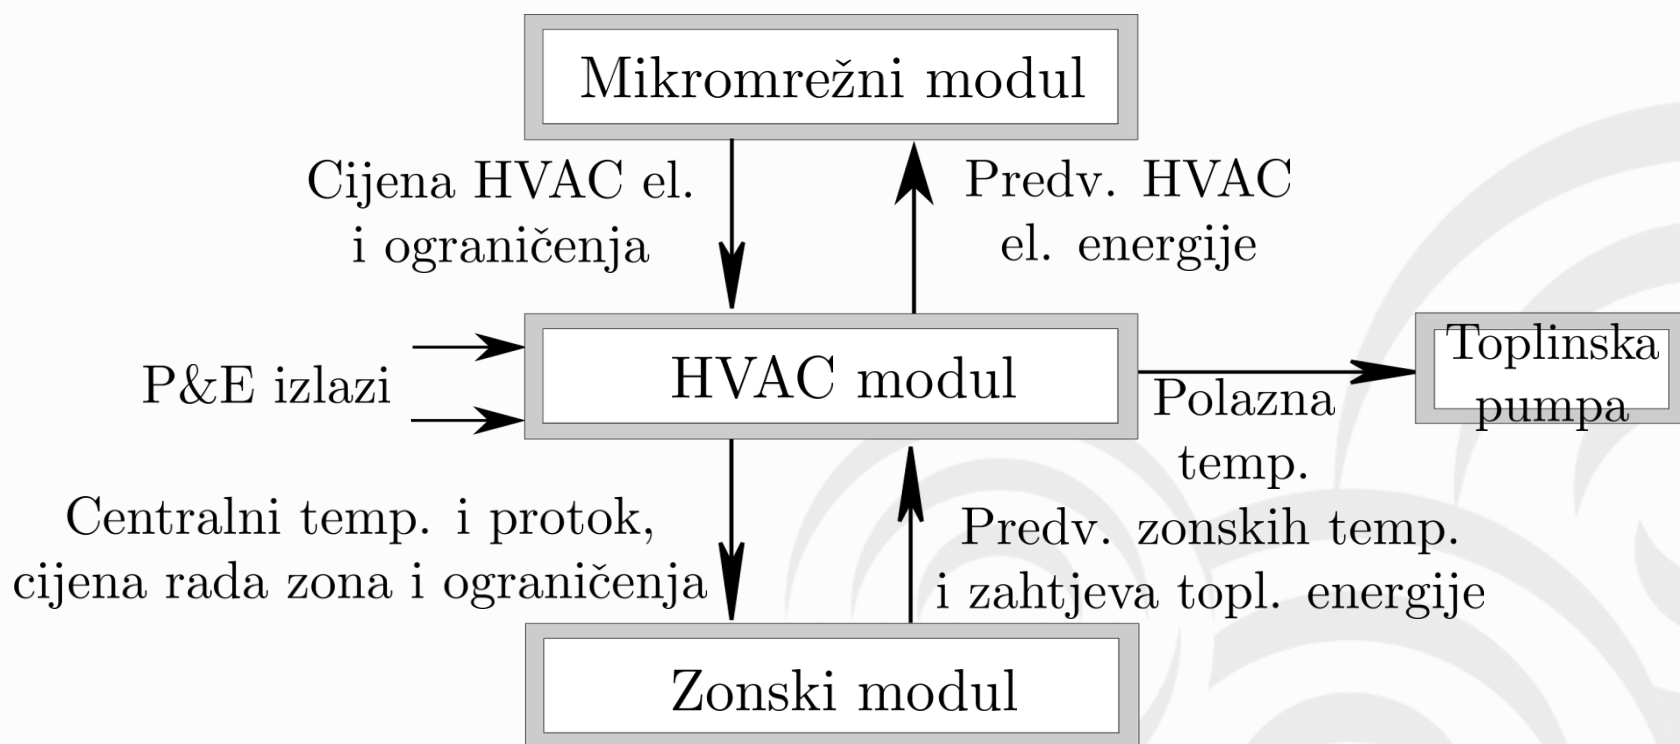 Mikromrežni modul
Cijena HVAC el.
i ograničenja
Predv. HVAC
el. energije
P&E izlazi
HVAC modul
Polazna
temp.
Toplinska
pumpa
Centralni temp. i protok,
cijena rada zona i ograničenja
Predv. zonskih temp.
i zahtjeva topl. energije
Zonski modul